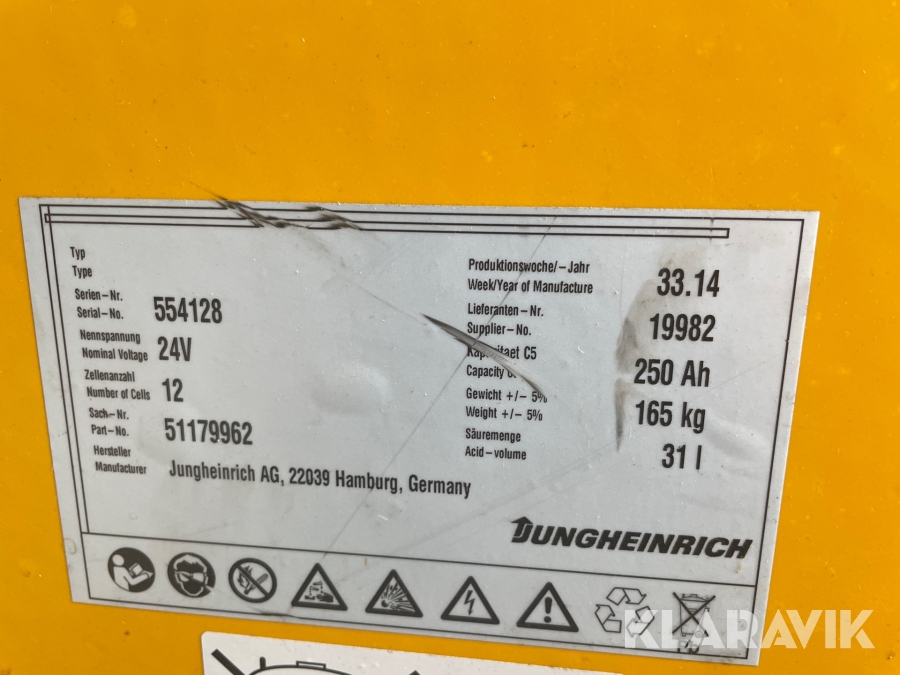 Typ
Type
Serien-Nr.
Serial-No. 554128
Nennspannung
Nominal Voltage 24V
Zellenanzahl
Number of Cells 12
Sach-Nr.
Part-No. 51179962
Hersteller
Manufacturer Jungheinrich AG, 22039 Hamburg, Germany
Produktionswoche/-Jahr
Week/Year of Manufacture 33.14
Lieferanten-Nr.
Supplier-No. 19982
Kapazitaet C5
Capacity 250 Ah
Gewicht +/- 5%
Weight +/- 5% 165 kg
Säuremenge
Acid-volume 31 l
JUNGHEINRICH
KLARAVIK